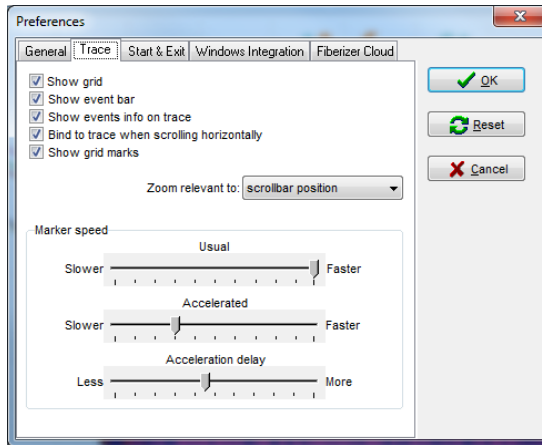 Preferences
General Trace Start & Exit Windows Integration Fiberizer Cloud
Show grid
Show event bar
Show events info on trace
Bind to trace when scrolling horizontally
Show grid marks
Zoom relevant to: scrollbar position
OK
Reset
Cancel
Marker speed
Usual
Slower Faster
Accelerated
Slower Faster
Acceleration delay
Less More